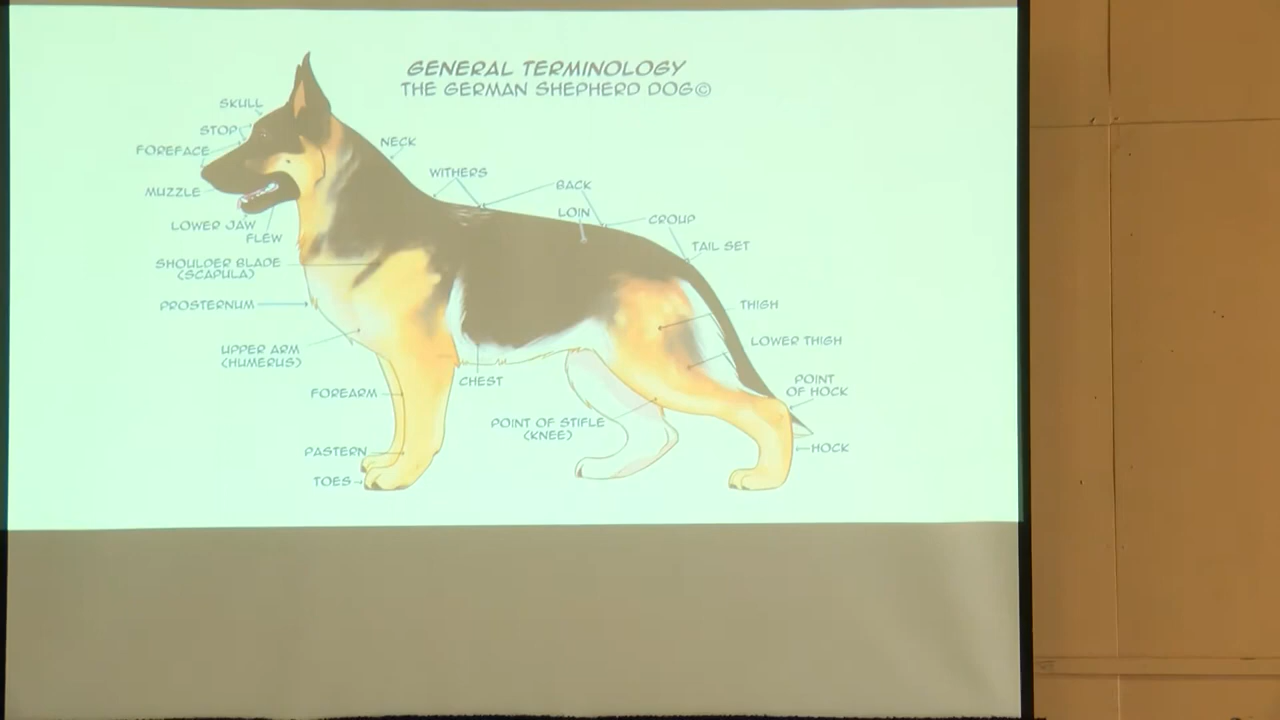 GENERAL TERMINOLOGY
THE GERMAN SHEPHERD DOG©
SKULL
STOP
FOREFACE
MUZZLE
LOWER JAW
FLEW
SHOULDER BLADE
(SCAPULA)
PROSTERNUM
UPPER ARM
(HUMERUS)
FOREARM
PASTERN
TOES
NECK
WITHERS
BACK
LOIN
CROUP
TAIL SET
THIGH
LOWER THIGH
POINT
OF HOCK
HOCK
CHEST
POINT OF STIFLE
(KNEE)